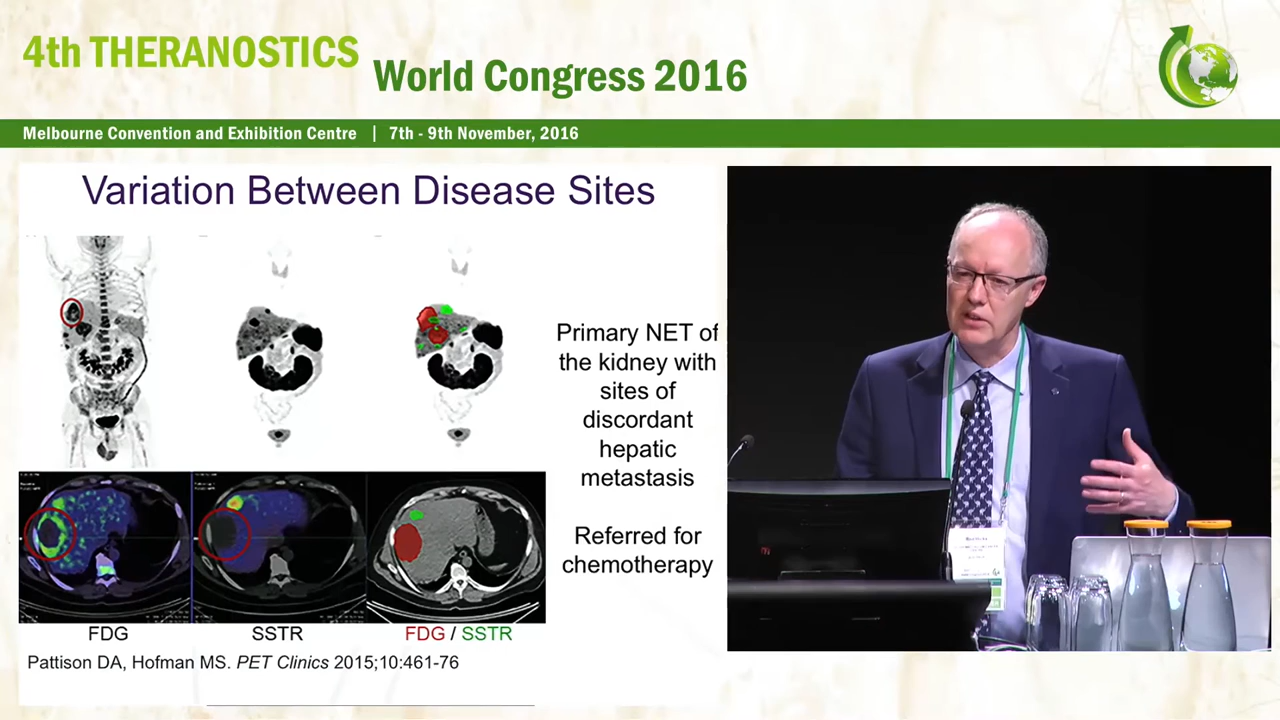 4th THERANOSTICS
World Congress 2016
Melbourne Convention and Exhibition Centre | 7th - 9th November, 2016
Variation Between Disease Sites
Primary NET of
the kidney with
sites of
discordant
hepatic
metastasis
Referred for
chemotherapy
FDG
SSTR
FDG / SSTR
Pattison DA, Hofman MS. PET Clinics 2015;10:461-76